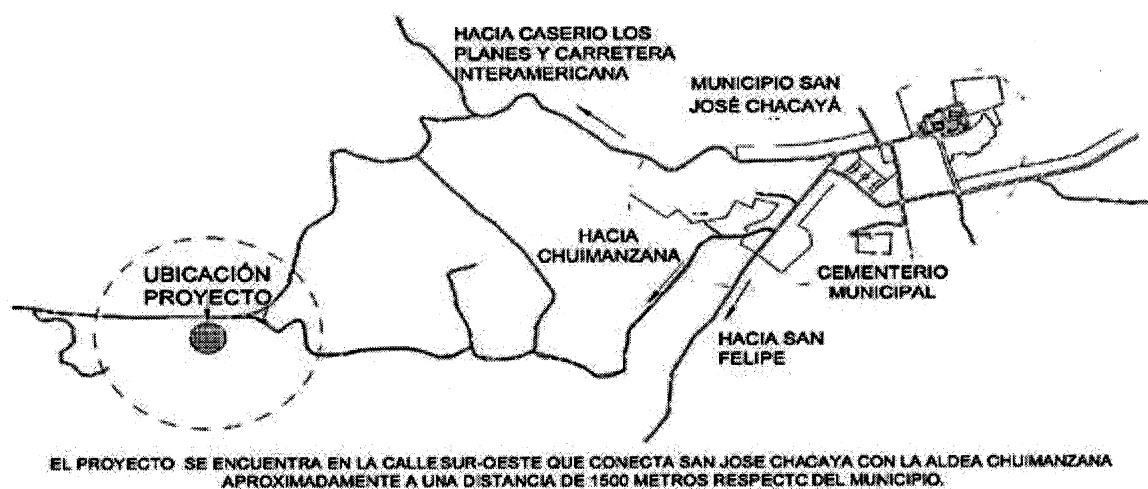 HACIA CASERIO LOS
PLANES Y CARRETERA
INTERAMERICANA
MUNICIPIO SAN
JOSÉ CHACAYÁ
HACIA
CHUIMANZANA
UBICACIÓN
PROYECTO
CEMENTERIO
MUNICIPAL
HACIA SAN
FELIPE
EL PROYECTO SE ENCUENTRA EN LA CALLE SUR-OESTE QUE CONECTA SAN JOSE CHACAYA CON LA ALDEA CHUIMANZANA
APROXIMADAMENTE A UNA DISTANCIA DE 1500 METROS RESPECTO DEL MUNICIPIO.